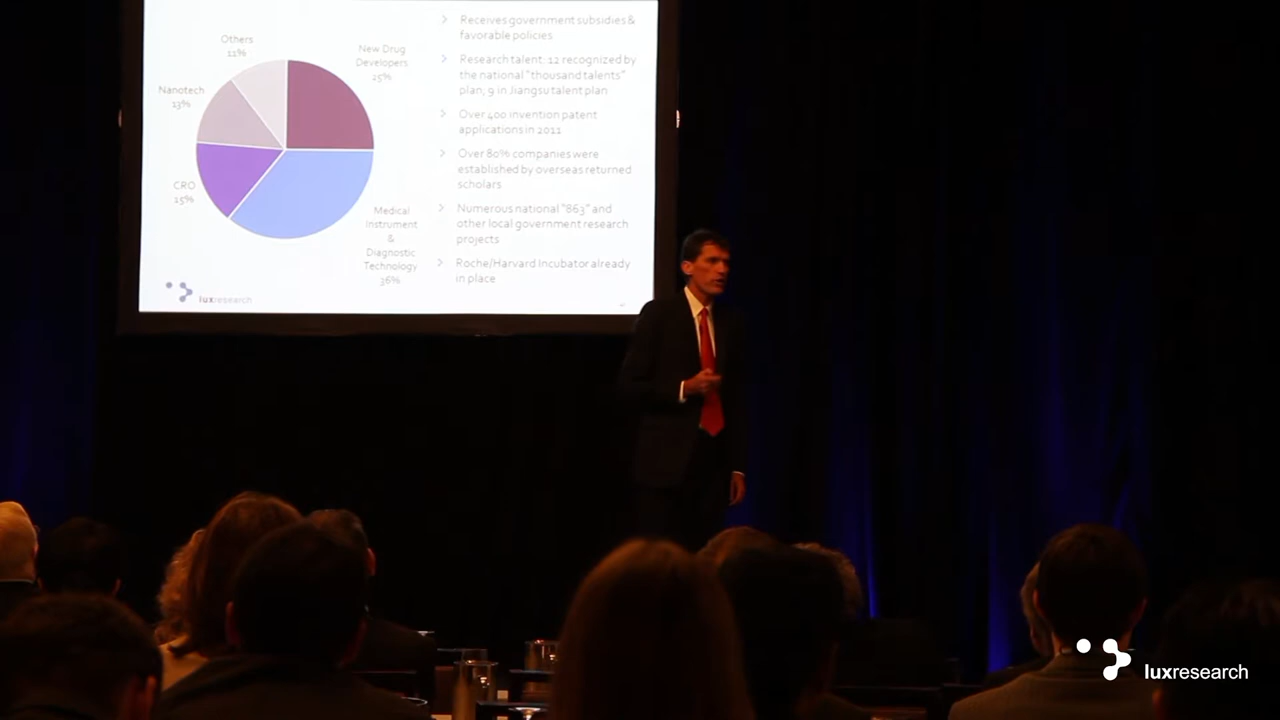 Others
11%
New Drug
Developers
25%
Nanotech
13%
CRO
15%
Medical
Instrument
&
Diagnostic
Technology
36%
Receives government subsidies &
favorable policies
Research talent: 12 recognized by
the national "thousand talents"
plan; 9 in Jiangsu talent plan
Over 400 invention patent
applications in 2011
Over 80% companies were
established by overseas returned
scholars
Numerous national "863" and
other local government research
projects
Roche/Harvard Incubator already
in place
luxresearch
luxresearch